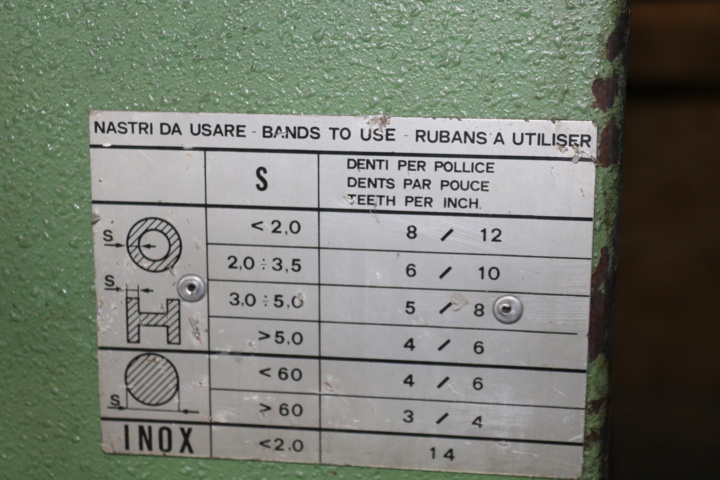 NASTRI DA USARE - BANDS TO USE - RUBANS A UTILISER
S
DENTI PER POLLICE
DENTS PAR POUCE
TEETH PER INCH.
S
< 2,0 8 / 12
2,0 ÷ 3,5 6 / 10
S
3.0 ÷ 5,0 5 / 8
>5,0 4 / 6
<60 4 / 6
S
>60 3 / 4
INOX <2.0 14